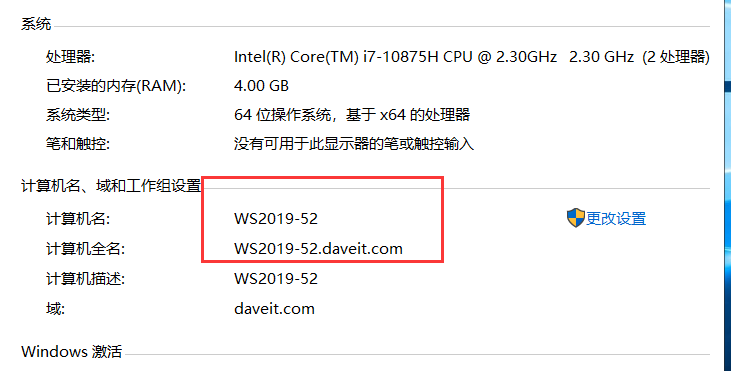 系统
处理器: Intel(R) Core(TM) i7-10875H CPU @ 2.30GHz 2.30 GHz (2 处理器)
已安装的内存(RAM): 4.00 GB
系统类型: 64 位操作系统，基于 x64 的处理器
笔和触控: 没有可用于此显示器的笔或触控输入
计算机名、域和工作组设置
计算机名: WS2019-52 更改设置
计算机全名: WS2019-52.daveit.com
计算机描述: WS2019-52
域: daveit.com
Windows 激活